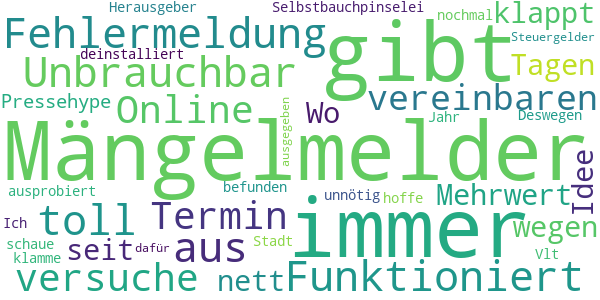 Herausgeber Selbstbauchpinselei nochmal klappt
Fehlermeldung gibt Steuergelder
deinstalliert
Unbrauchbar Tagen
Pressehype Online Wo vereinbaren
ausgegeben Jahr Deswegen
Mängelmelder
ausprobiert befunden unnötig hoffe Mehrwert Idee
Ich toll Termin immer wegen
schaue seit dafür aus Stadt Vlt
klamme
versuche nett Funktioniert